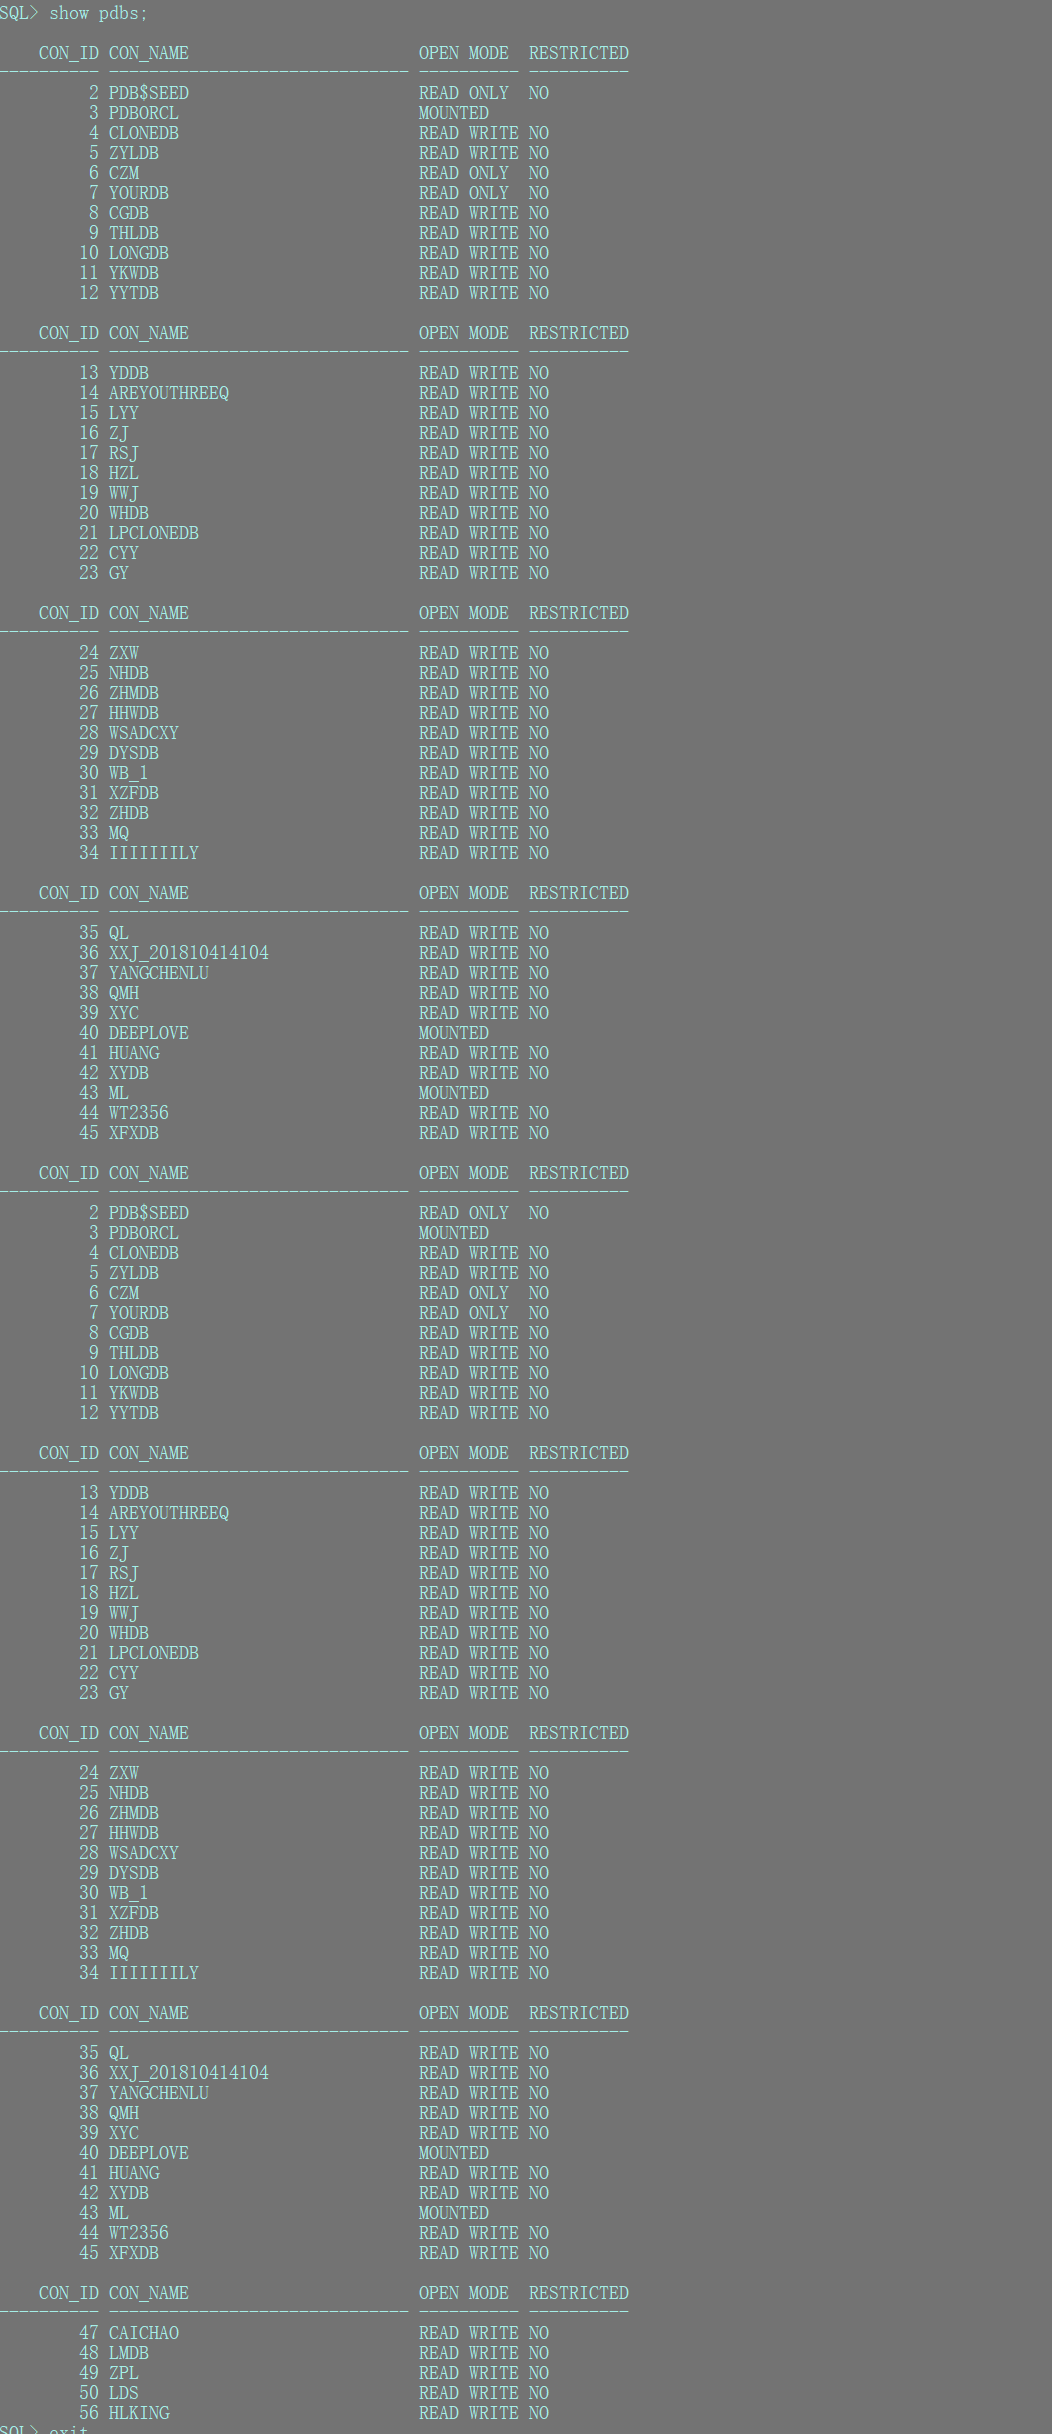 SQL> show pdbs;
CON_ID CON_NAME OPEN MODE RESTRICTED
---------- ------------------------------ ---------- ----------
2 PDB$SEED READ ONLY NO
3 PDBORCL MOUNTED
4 CLONEDB READ WRITE NO
5 ZYLDB READ WRITE NO
6 CZM READ ONLY NO
7 YOURDB READ ONLY NO
8 CGDB READ WRITE NO
9 THLDB READ WRITE NO
10 LONGDB READ WRITE NO
11 YKWDB READ WRITE NO
12 YYTDB READ WRITE NO
CON_ID CON_NAME OPEN MODE RESTRICTED
---------- ------------------------------ ---------- ----------
13 YDDB READ WRITE NO
14 AREYOUTHREEQ READ WRITE NO
15 LYY READ WRITE NO
16 ZJ READ WRITE NO
17 RSJ READ WRITE NO
18 HZL READ WRITE NO
19 WWJ READ WRITE NO
20 WHDB READ WRITE NO
21 LPCLONEDB READ WRITE NO
22 CYY READ WRITE NO
23 GY READ WRITE NO
CON_ID CON_NAME OPEN MODE RESTRICTED
---------- ------------------------------ ---------- ----------
24 ZXW READ WRITE NO
25 NHDB READ WRITE NO
26 ZHMDB READ WRITE NO
27 HHWDB READ WRITE NO
28 WSADCXY READ WRITE NO
29 DYSDB READ WRITE NO
30 WB_1 READ WRITE NO
31 XZFDB READ WRITE NO
32 ZHDB READ WRITE NO
33 MQ READ WRITE NO
34 IIIIIIILY READ WRITE NO
CON_ID CON_NAME OPEN MODE RESTRICTED
---------- ------------------------------ ---------- ----------
35 QL READ WRITE NO
36 XXJ_201810414104 READ WRITE NO
37 YANGCHENLU READ WRITE NO
38 QMH READ WRITE NO
39 XYC READ WRITE NO
40 DEEPLOVE MOUNTED
41 HUANG READ WRITE NO
42 XYDB READ WRITE NO
43 ML MOUNTED
44 WT2356 READ WRITE NO
45 XFXDB READ WRITE NO
CON_ID CON_NAME OPEN MODE RESTRICTED
---------- ------------------------------ ---------- ----------
2 PDB$SEED READ ONLY NO
3 PDBORCL MOUNTED
4 CLONEDB READ WRITE NO
5 ZYLDB READ WRITE NO
6 CZM READ ONLY NO
7 YOURDB READ ONLY NO
8 CGDB READ WRITE NO
9 THLDB READ WRITE NO
10 LONGDB READ WRITE NO
11 YKWDB READ WRITE NO
12 YYTDB READ WRITE NO
CON_ID CON_NAME OPEN MODE RESTRICTED
---------- ------------------------------ ---------- ----------
13 YDDB READ WRITE NO
14 AREYOUTHREEQ READ WRITE NO
15 LYY READ WRITE NO
16 ZJ READ WRITE NO
17 RSJ READ WRITE NO
18 HZL READ WRITE NO
19 WWJ READ WRITE NO
20 WHDB READ WRITE NO
21 LPCLONEDB READ WRITE NO
22 CYY READ WRITE NO
23 GY READ WRITE NO
CON_ID CON_NAME OPEN MODE RESTRICTED
---------- ------------------------------ ---------- ----------
24 ZXW READ WRITE NO
25 NHDB READ WRITE NO
26 ZHMDB READ WRITE NO
27 HHWDB READ WRITE NO
28 WSADCXY READ WRITE NO
29 DYSDB READ WRITE NO
30 WB_1 READ WRITE NO
31 XZFDB READ WRITE NO
32 ZHDB READ WRITE NO
33 MQ READ WRITE NO
34 IIIIIIILY READ WRITE NO
CON_ID CON_NAME OPEN MODE RESTRICTED
---------- ------------------------------ ---------- ----------
35 QL READ WRITE NO
36 XXJ_201810414104 READ WRITE NO
37 YANGCHENLU READ WRITE NO
38 QMH READ WRITE NO
39 XYC READ WRITE NO
40 DEEPLOVE MOUNTED
41 HUANG READ WRITE NO
42 XYDB READ WRITE NO
43 ML MOUNTED
44 WT2356 READ WRITE NO
45 XFXDB READ WRITE NO
CON_ID CON_NAME OPEN MODE RESTRICTED
---------- ------------------------------ ---------- ----------
47 CAICHAO READ WRITE NO
48 LMDB READ WRITE NO
49 ZPL READ WRITE NO
50 LDS READ WRITE NO
56 HLKING READ WRITE NO
SQL> exit